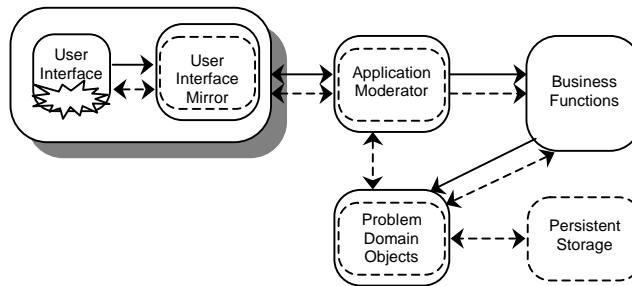 User
Interface
User
Interface
Mirror
Application
Moderator
Business
Functions
Problem
Domain
Objects
Persistent
Storage